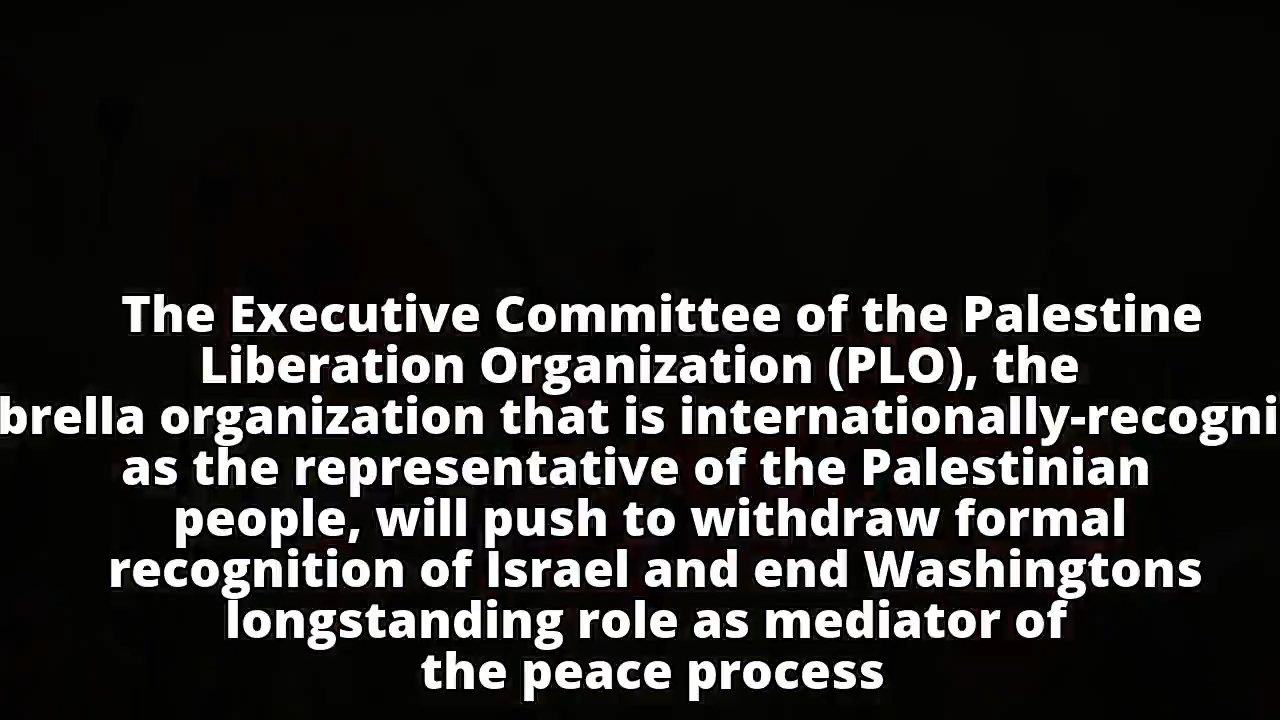 The Executive Committee of the Palestine
Liberation Organization (PLO), the
brella organization that is internationally-recogni
as the representative of the Palestinian
people, will push to withdraw formal
recognition of Israel and end Washingtons
longstanding role as mediator of
the peace process